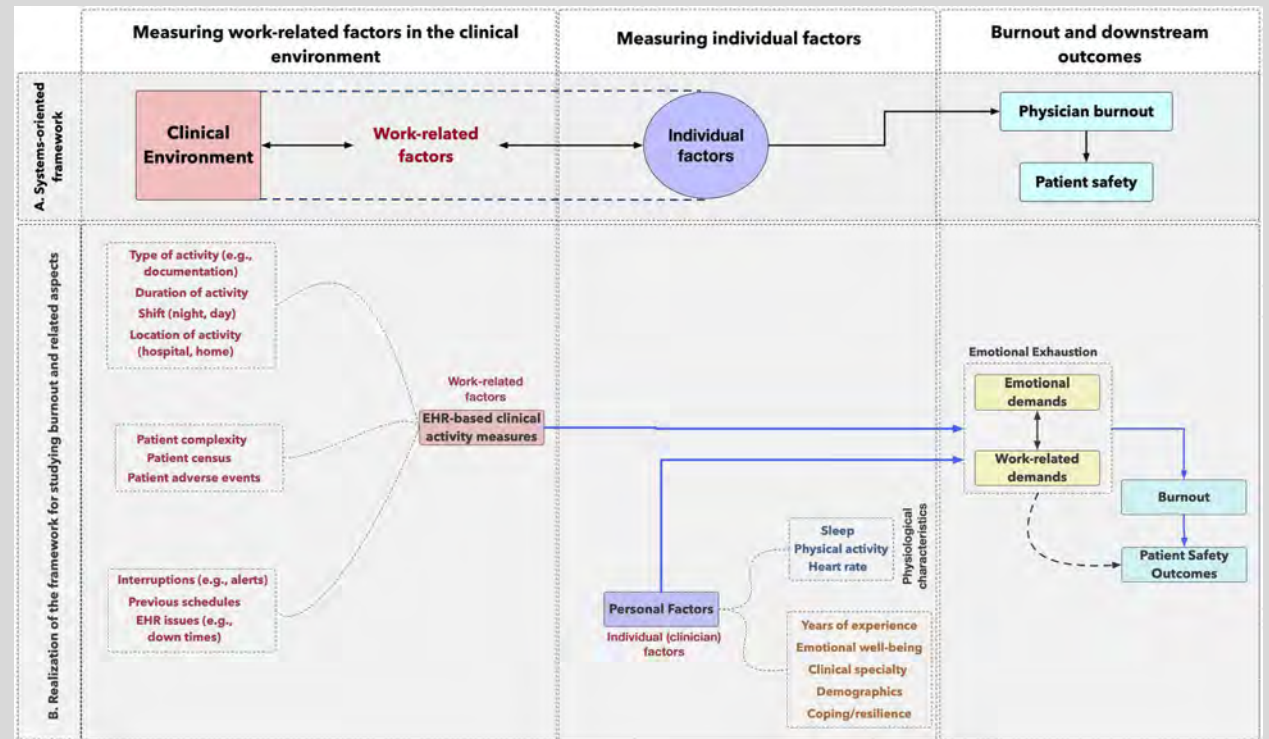 Measuring work-related factors in the clinical
environment
Measuring individual factors
Burnout and downstream
outcomes
A. Systems-oriented
framework
Clinical
Environment
Work-related
factors
Individual
factors
Physician burnout
Patient safety
B. Realization of the framework for studying burnout and related aspects
Type of activity (e.g.,
documentation)
Duration of activity
Shift (night, day)
Location of activity
(hospital, home)
Patient complexity
Patient census
Patient adverse events
Interruptions (e.g., alerts)
Previous schedules
EHR issues (e.g.,
down times)
Work-related
factors
EHR-based clinical
activity measures
Personal Factors
Individual (clinician)
factors
Sleep
Physical activity
Heart rate
Physiological
characteristics
Years of experience
Emotional well-being
Clinical specialty
Demographics
Coping/resilience
Emotional Exhaustion
Emotional
demands
Work-related
demands
Burnout
Patient Safety
Outcomes